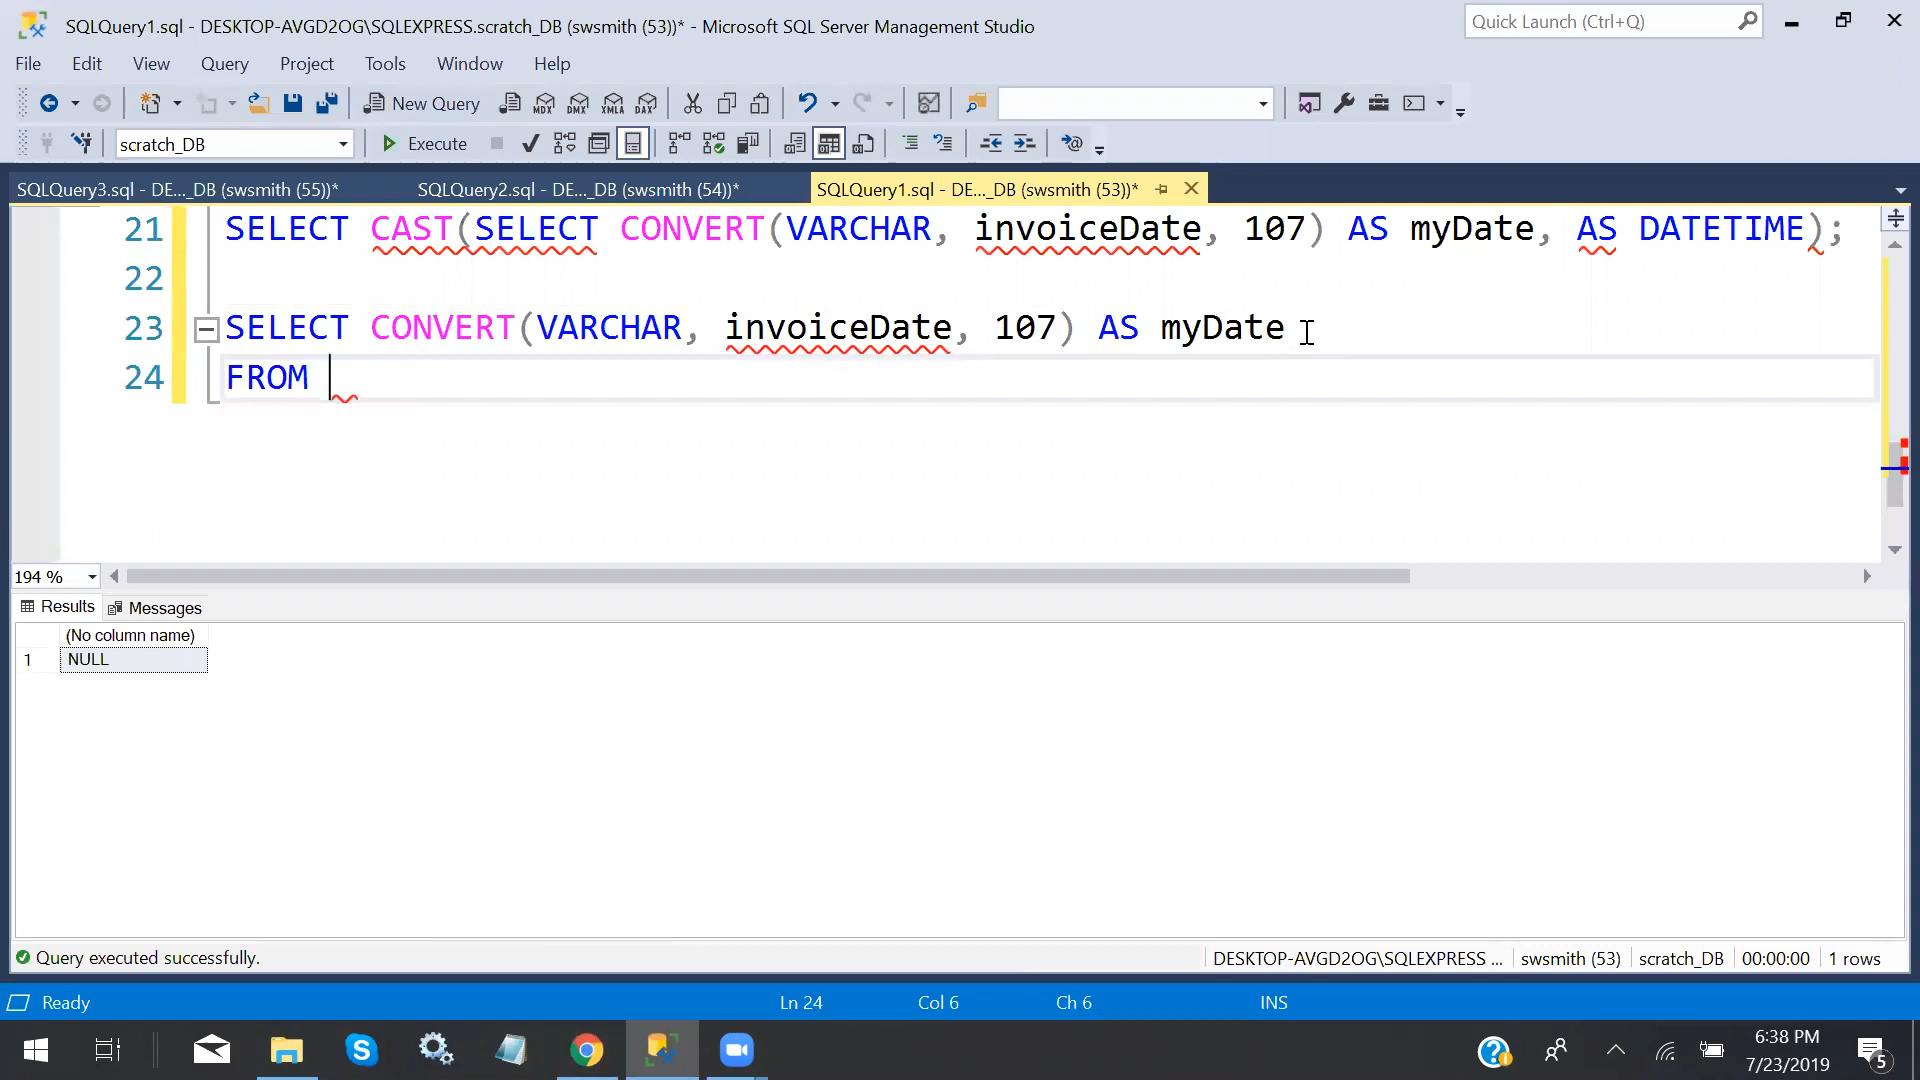 SQLQuery1.sql - DESKTOP-AVGD2OG\SQLEXPRESS.scratch_DB (swsmith (53))* - Microsoft SQL Server Management Studio
Quick Launch (Ctrl+Q)
File Edit View Query Project Tools Window Help
New Query MDX DMX XMLA DAX
scratch_DB Execute
SQLQuery3.sql - DE..._DB (swsmith (55))* SQLQuery2.sql - DE..._DB (swsmith (54))* SQLQuery1.sql - DE..._DB (swsmith (53))*
21 SELECT CAST(SELECT CONVERT(VARCHAR, invoiceDate, 107) AS myDate, AS DATETIME);
22
23 SELECT CONVERT(VARCHAR, invoiceDate, 107) AS myDate
24 FROM
194 %
Results Messages
(No column name)
1 NULL
Query executed successfully. DESKTOP-AVGD2OG\SQLEXPRESS ... swsmith (53) scratch_DB 00:00:00 1 rows
Ready Ln 24 Col 6 Ch 6 INS
6:38 PM
7/23/2019
5